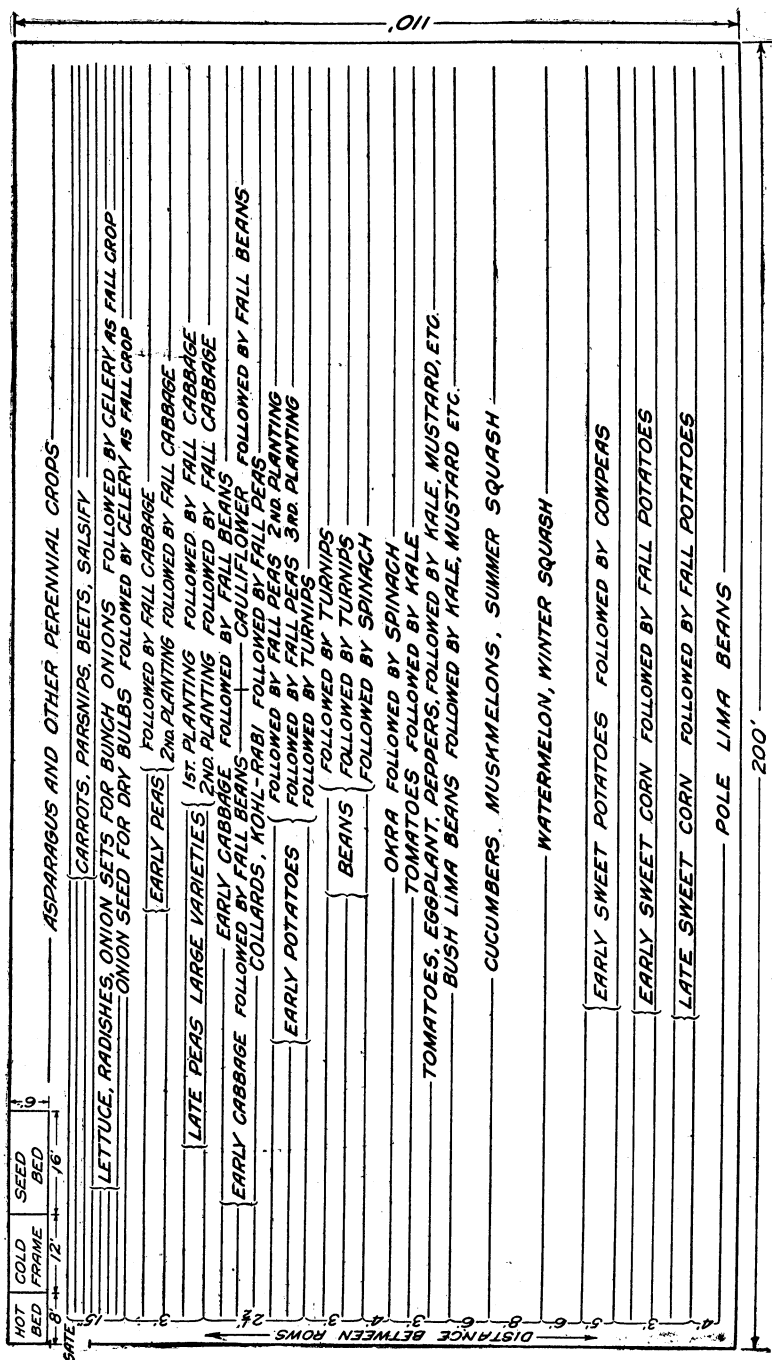 110'
200'
HOT BED
COLD FRAME
SEED BED
8'
12'
16'
6'
GATE
ASPARAGUS AND OTHER PERENNIAL CROPS
CARROTS, PARSNIPS, BEETS, SALSIFY
LETTUCE, RADISHES, ONION SETS FOR BUNCH ONIONS FOLLOWED BY CELERY AS FALL CROP
ONION SEED FOR DRY BULBS FOLLOWED BY CELERY AS FALL CROP
EARLY PEAS
FOLLOWED BY FALL CABBAGE
2ND. PLANTING FOLLOWED BY FALL CABBAGE
LATE PEAS LARGE VARIETIES
1ST. PLANTING FOLLOWED BY FALL CABBAGE
2ND. PLANTING FOLLOWED BY FALL CABBAGE
EARLY CABBAGE FOLLOWED BY FALL BEANS
EARLY CABBAGE FOLLOWED BY FALL BEANS CAULIFLOWER FOLLOWED BY FALL BEANS
COLLARDS, KOHL-RABI FOLLOWED BY FALL PEAS
EARLY POTATOES
FOLLOWED BY FALL PEAS 2ND. PLANTING
FOLLOWED BY FALL PEAS 3RD. PLANTING
FOLLOWED BY TURNIPS
BEANS
FOLLOWED BY TURNIPS
FOLLOWED BY TURNIPS
FOLLOWED BY SPINACH
OKRA FOLLOWED BY SPINACH
TOMATOES FOLLOWED BY KALE
TOMATOES, EGGPLANT, PEPPERS, FOLLOWED BY KALE, MUSTARD, ETC.
BUSH LIMA BEANS FOLLOWED BY KALE, MUSTARD ETC.
CUCUMBERS, MUSKMELONS, SUMMER SQUASH
WATERMELON, WINTER SQUASH
EARLY SWEET POTATOES FOLLOWED BY COWPEAS
EARLY SWEET CORN FOLLOWED BY FALL POTATOES
LATE SWEET CORN FOLLOWED BY FALL POTATOES
POLE LIMA BEANS
DISTANCE BETWEEN ROWS
15"
3'
2½'
3'
4'
3'
6'
8'
6'
5'
3'
4'